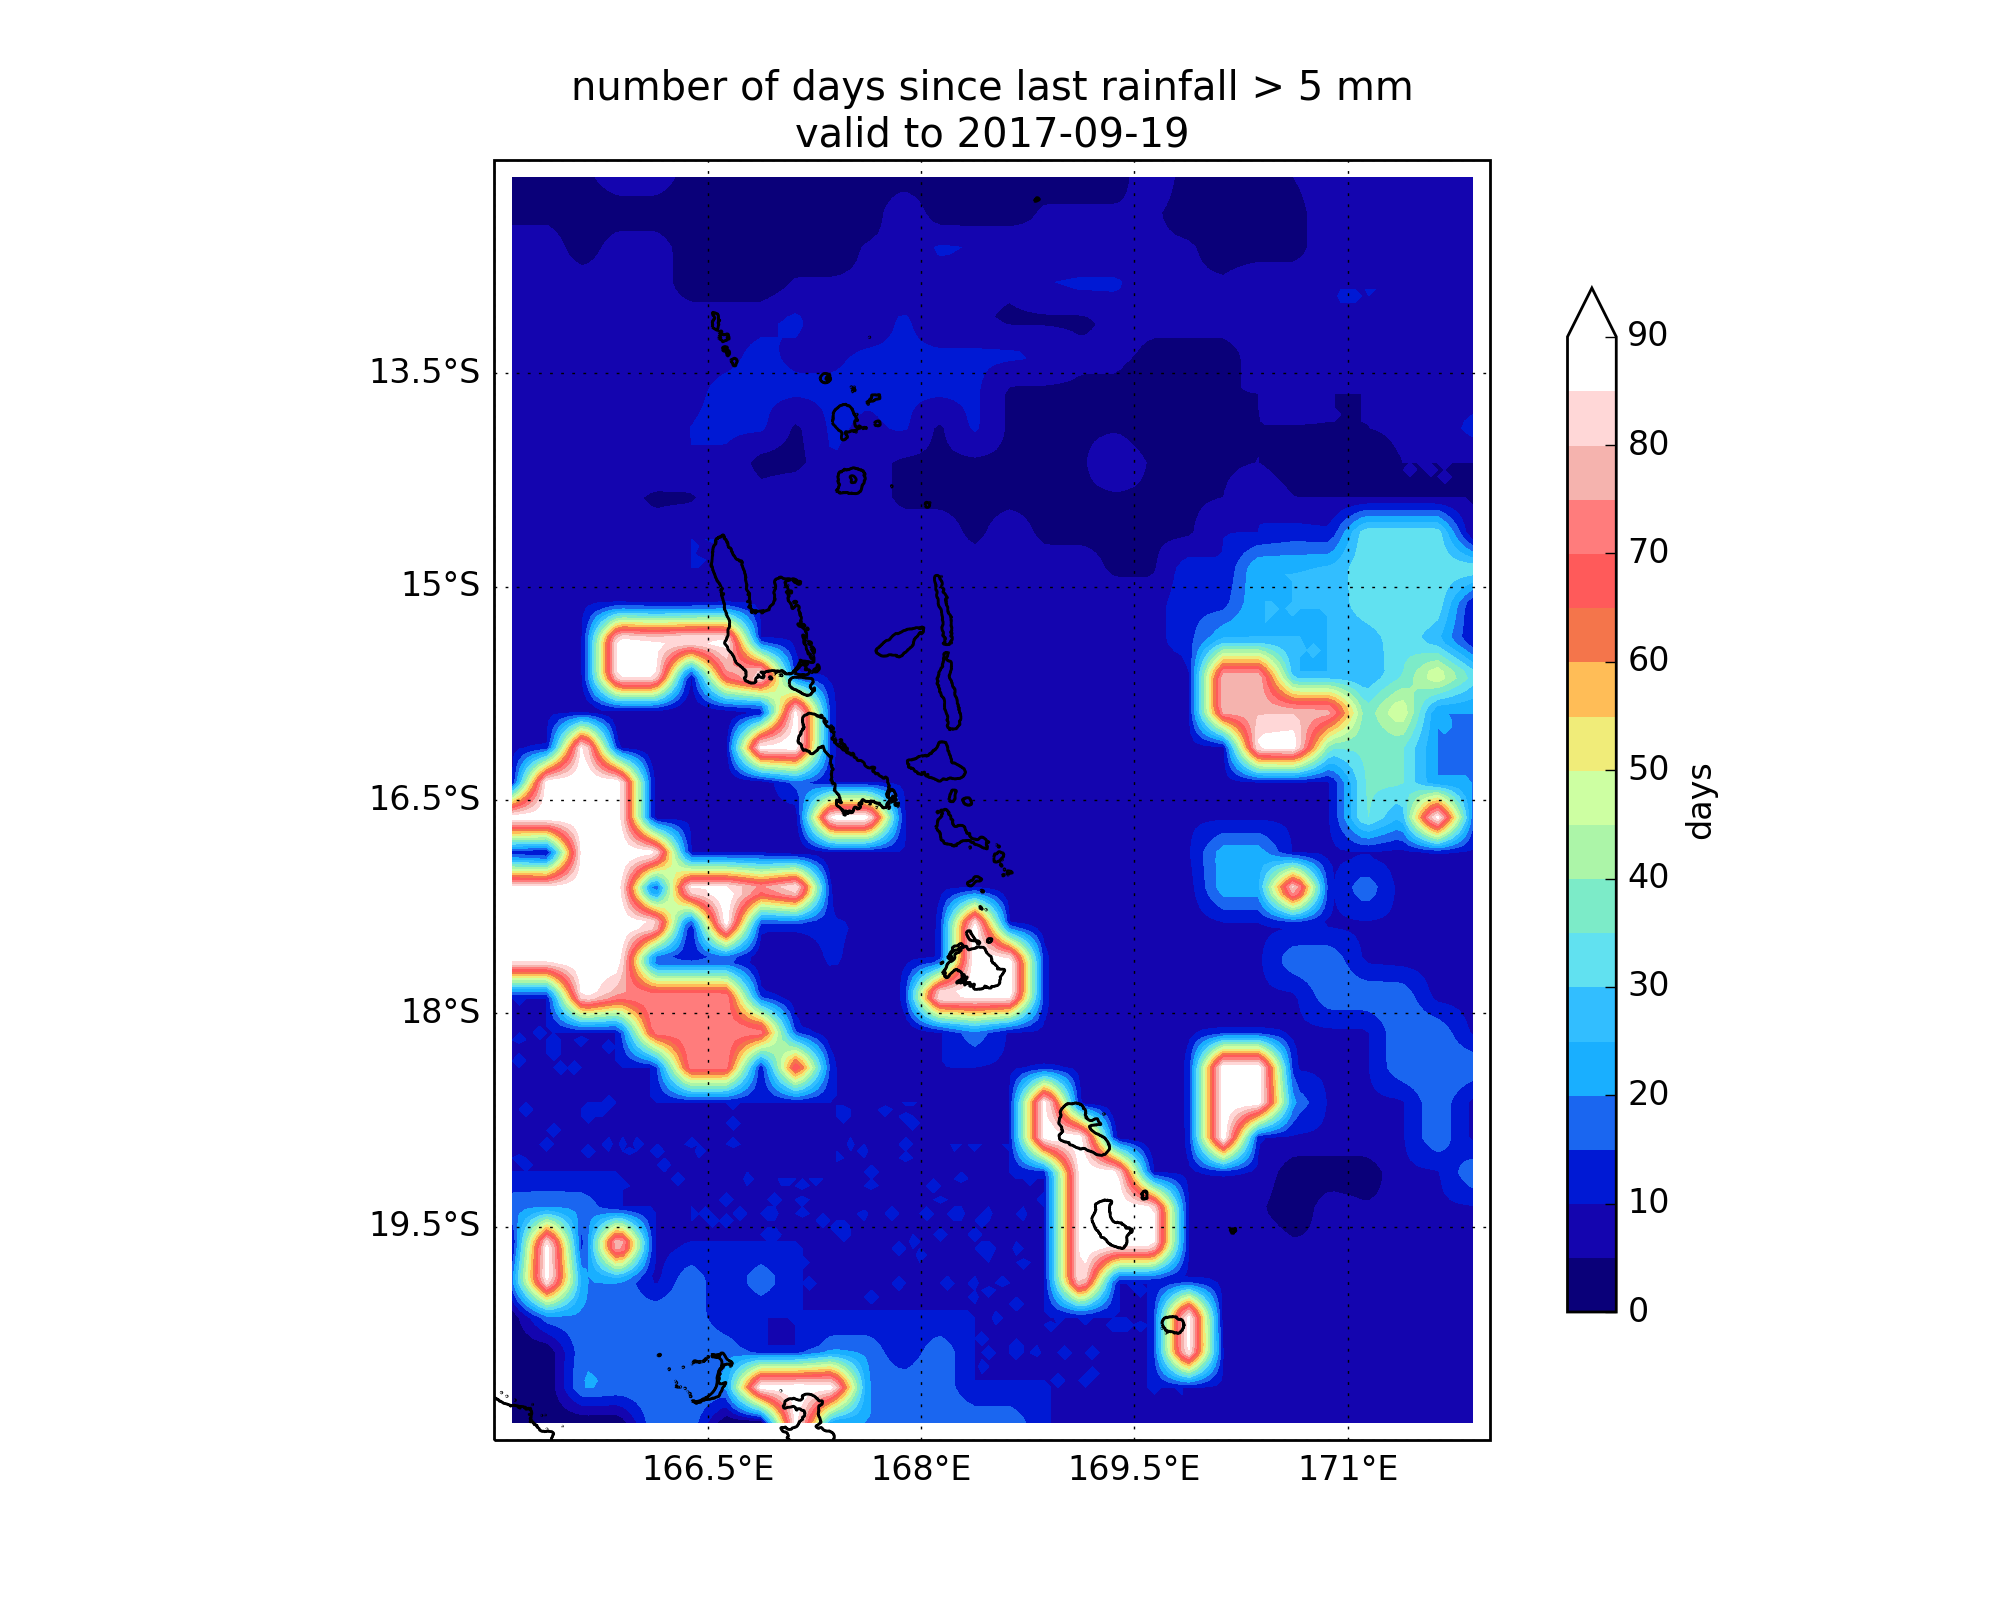 number of days since last rainfall > 5 mm
valid to 2017-09-19
13.5°S
15°S
16.5°S
18°S
19.5°S
166.5°E
168°E
169.5°E
171°E
90
80
70
60
50
40
30
20
10
0
days